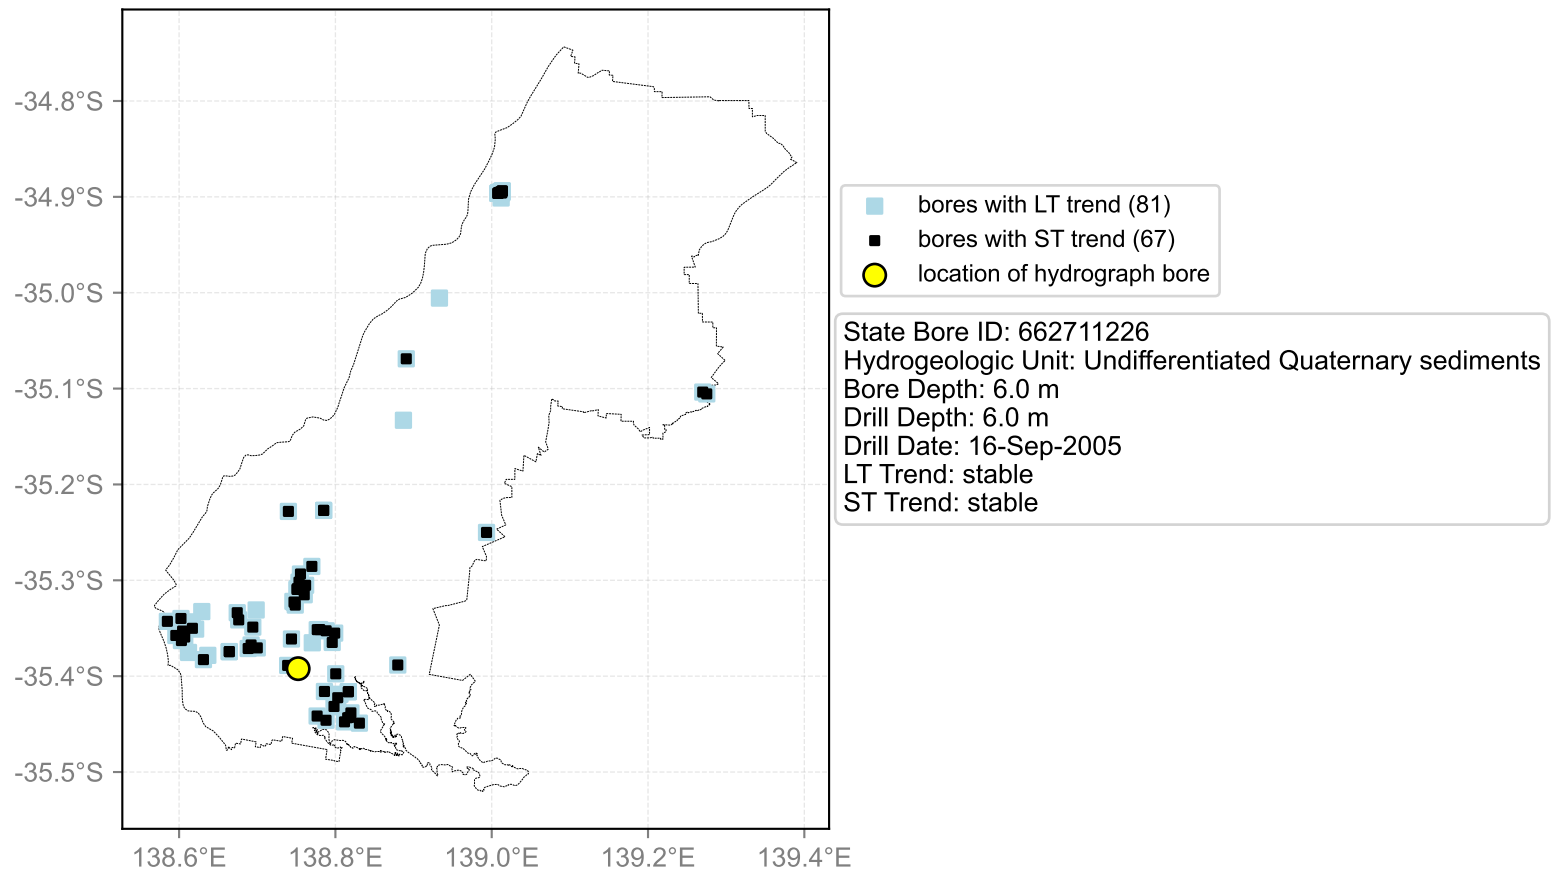 -34.8°S
-34.9°S
-35.0°S
-35.1°S
-35.2°S
-35.3°S
-35.4°S
-35.5°S
138.6°E
138.8°E
139.0°E
139.2°E
139.4°E
bores with LT trend (81)
bores with ST trend (67)
location of hydrograph bore
State Bore ID: 662711226
Hydrogeologic Unit: Undifferentiated Quaternary sediments
Bore Depth: 6.0 m
Drill Depth: 6.0 m
Drill Date: 16-Sep-2005
LT Trend: stable
ST Trend: stable